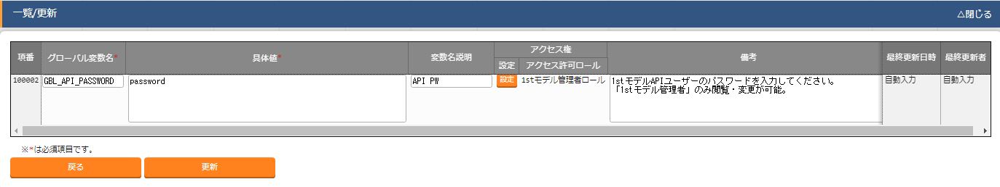 一覧/更新
△閉じる
項番 グローバル変数名* 具体値* 変数名説明 アクセス権 備考 最終更新日時 最終更新者
設定 アクセス許可ロール
100002 GBL_API_PASSWORD password API PW 設定 1stモデル管理者ロール 1stモデルAPIユーザーのパスワードを入力してください。 自動入力 自動入力
「1stモデル管理者」のみ閲覧・変更が可能。
※*は必須項目です。
戻る 更新